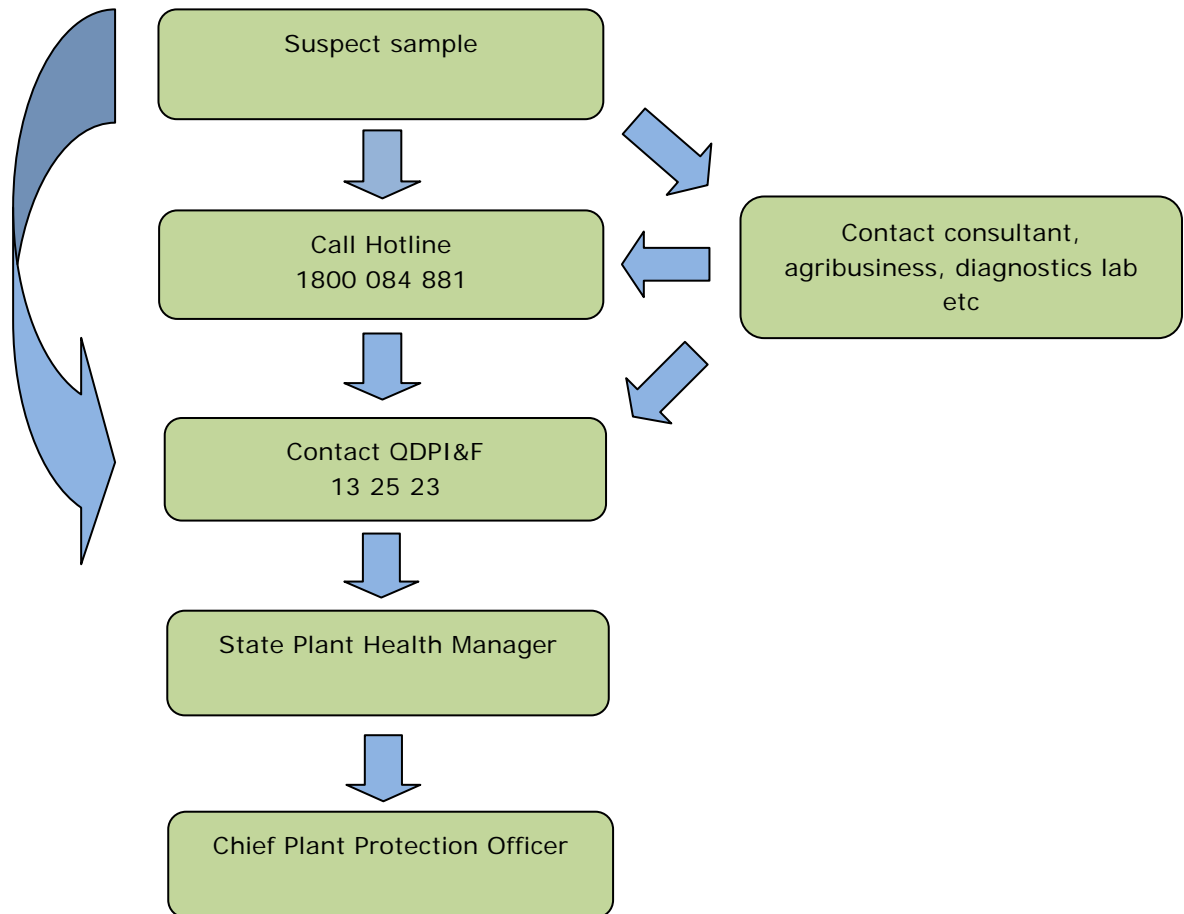 Suspect sample
Call Hotline
1800 084 881
Contact consultant,
agribusiness, diagnostics lab
etc
Contact QDPI&F
13 25 23
State Plant Health Manager
Chief Plant Protection Officer